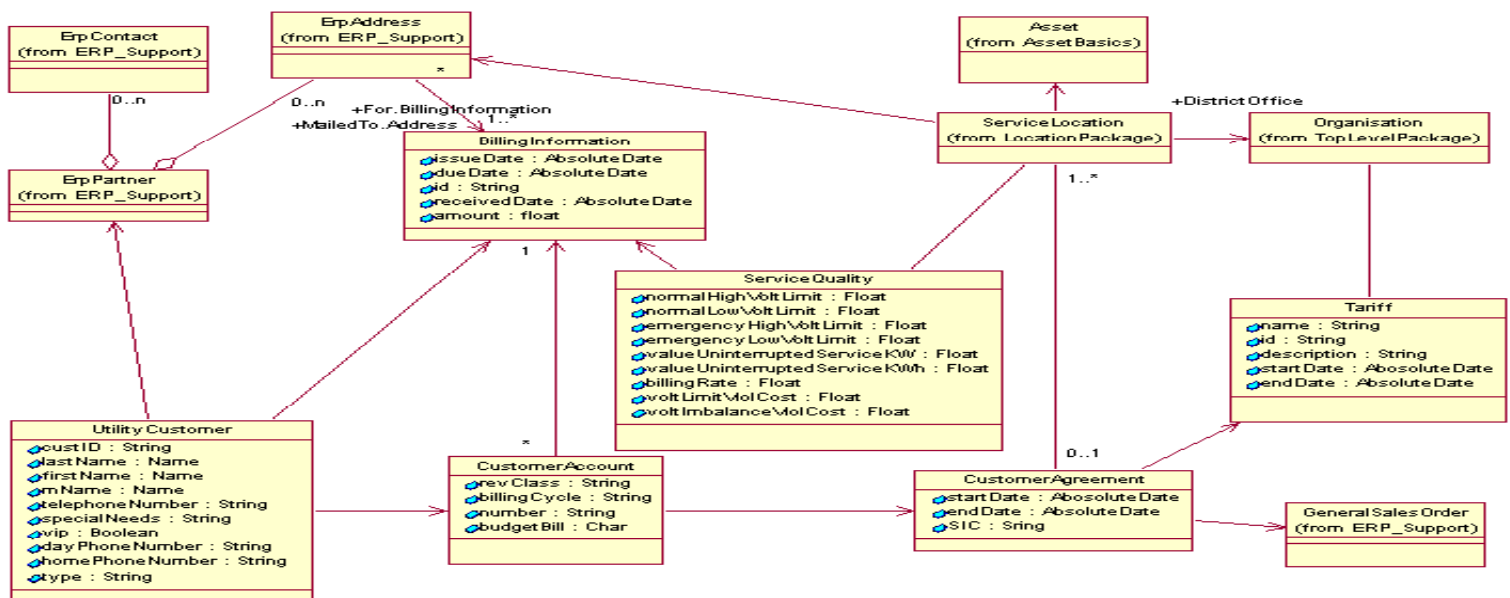 ErpContact
(from ERP_Support)
ErpAddress
(from ERP_Support)
Asset
(from AssetBasics)
*
0..n
0..n
+For.BillingInformation
+MailedTo.Address
1..*
+DistrictOffice
ServiceLocation
(from LocationPackage)
Organisation
(from TopLevelPackage)
BillingInformation
issueDate : AbsoluteDate
dueDate : AbsoluteDate
id : String
receivedDate : AbsoluteDate
amount : float
ErpPartner
(from ERP_Support)
1..*
1
ServiceQuality
normalHighVoltLimit : Float
normalLowVoltLimit : Float
emergencyHighVoltLimit : Float
emergencyLowVoltLimit : Float
valueUninterruptedServiceKW : Float
valueUninterruptedServiceKWh : Float
billingRate : Float
voltLimitViolCost : Float
voltImbalanceViolCost : Float
Tariff
name : String
id : String
description : String
startDate : AbosoluteDate
endDate : AbosoluteDate
UtilityCustomer
custID : String
lastName : Name
firstName : Name
mName : Name
telephoneNumber : String
specialNeeds : String
vip : Boolean
dayPhoneNumber : String
homePhoneNumber : String
type : String
*
CustomerAccount
revClass : String
billingCycle : String
number : String
budgetBill : Char
0..1
CustomerAgreement
startDate : AbosoluteDate
endDate : AbsoluteDate
SIC : Sring
GeneralSalesOrder
(from ERP_Support)